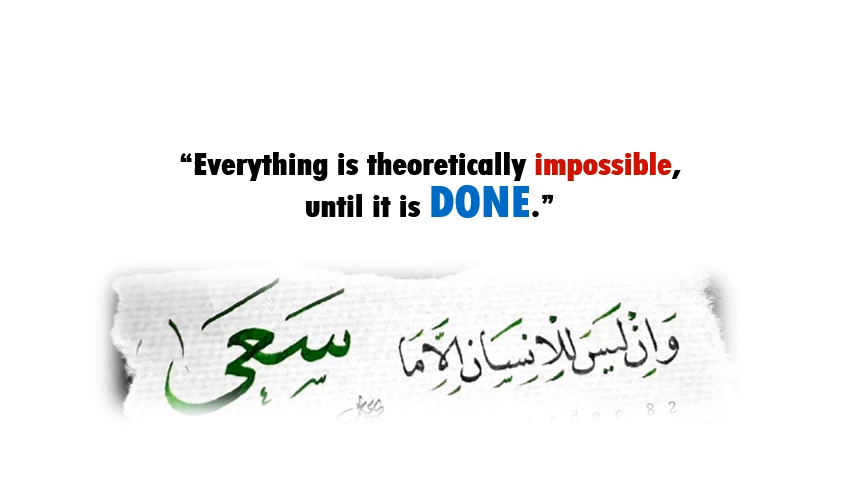 “Everything is theoretically impossible,
until it is DONE.”
وَاِنْ لَيْسَ لِلْاِنْسَانِ اِلَّا مَا سَعَى